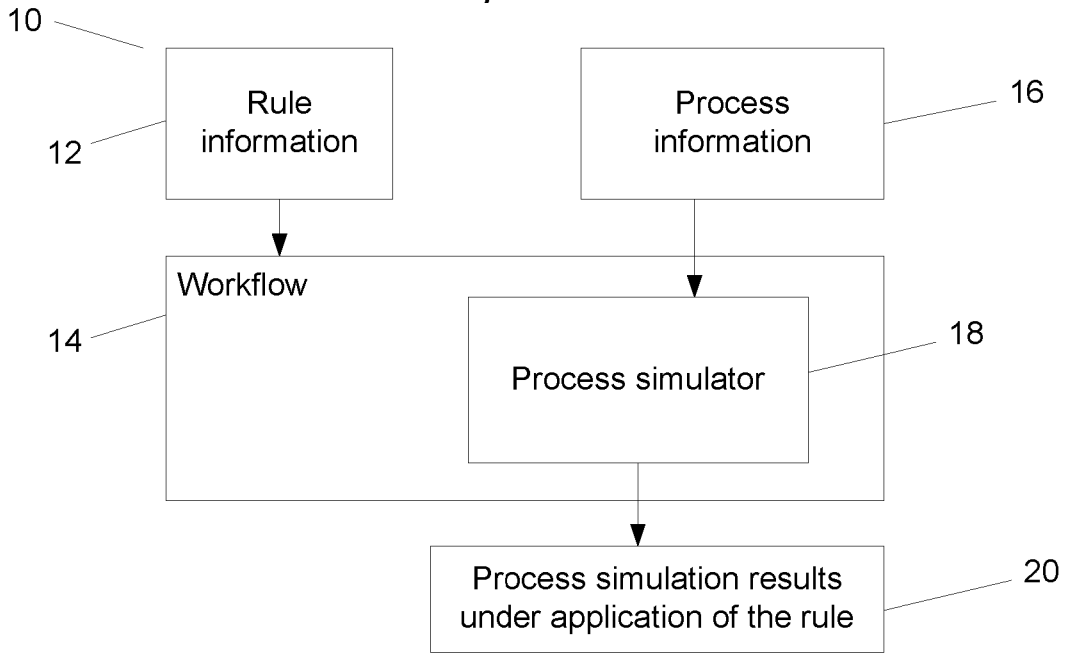 10
Rule
information
12
Process
information
16
Workflow
14
Process simulator
18
Process simulation results
under application of the rule
20